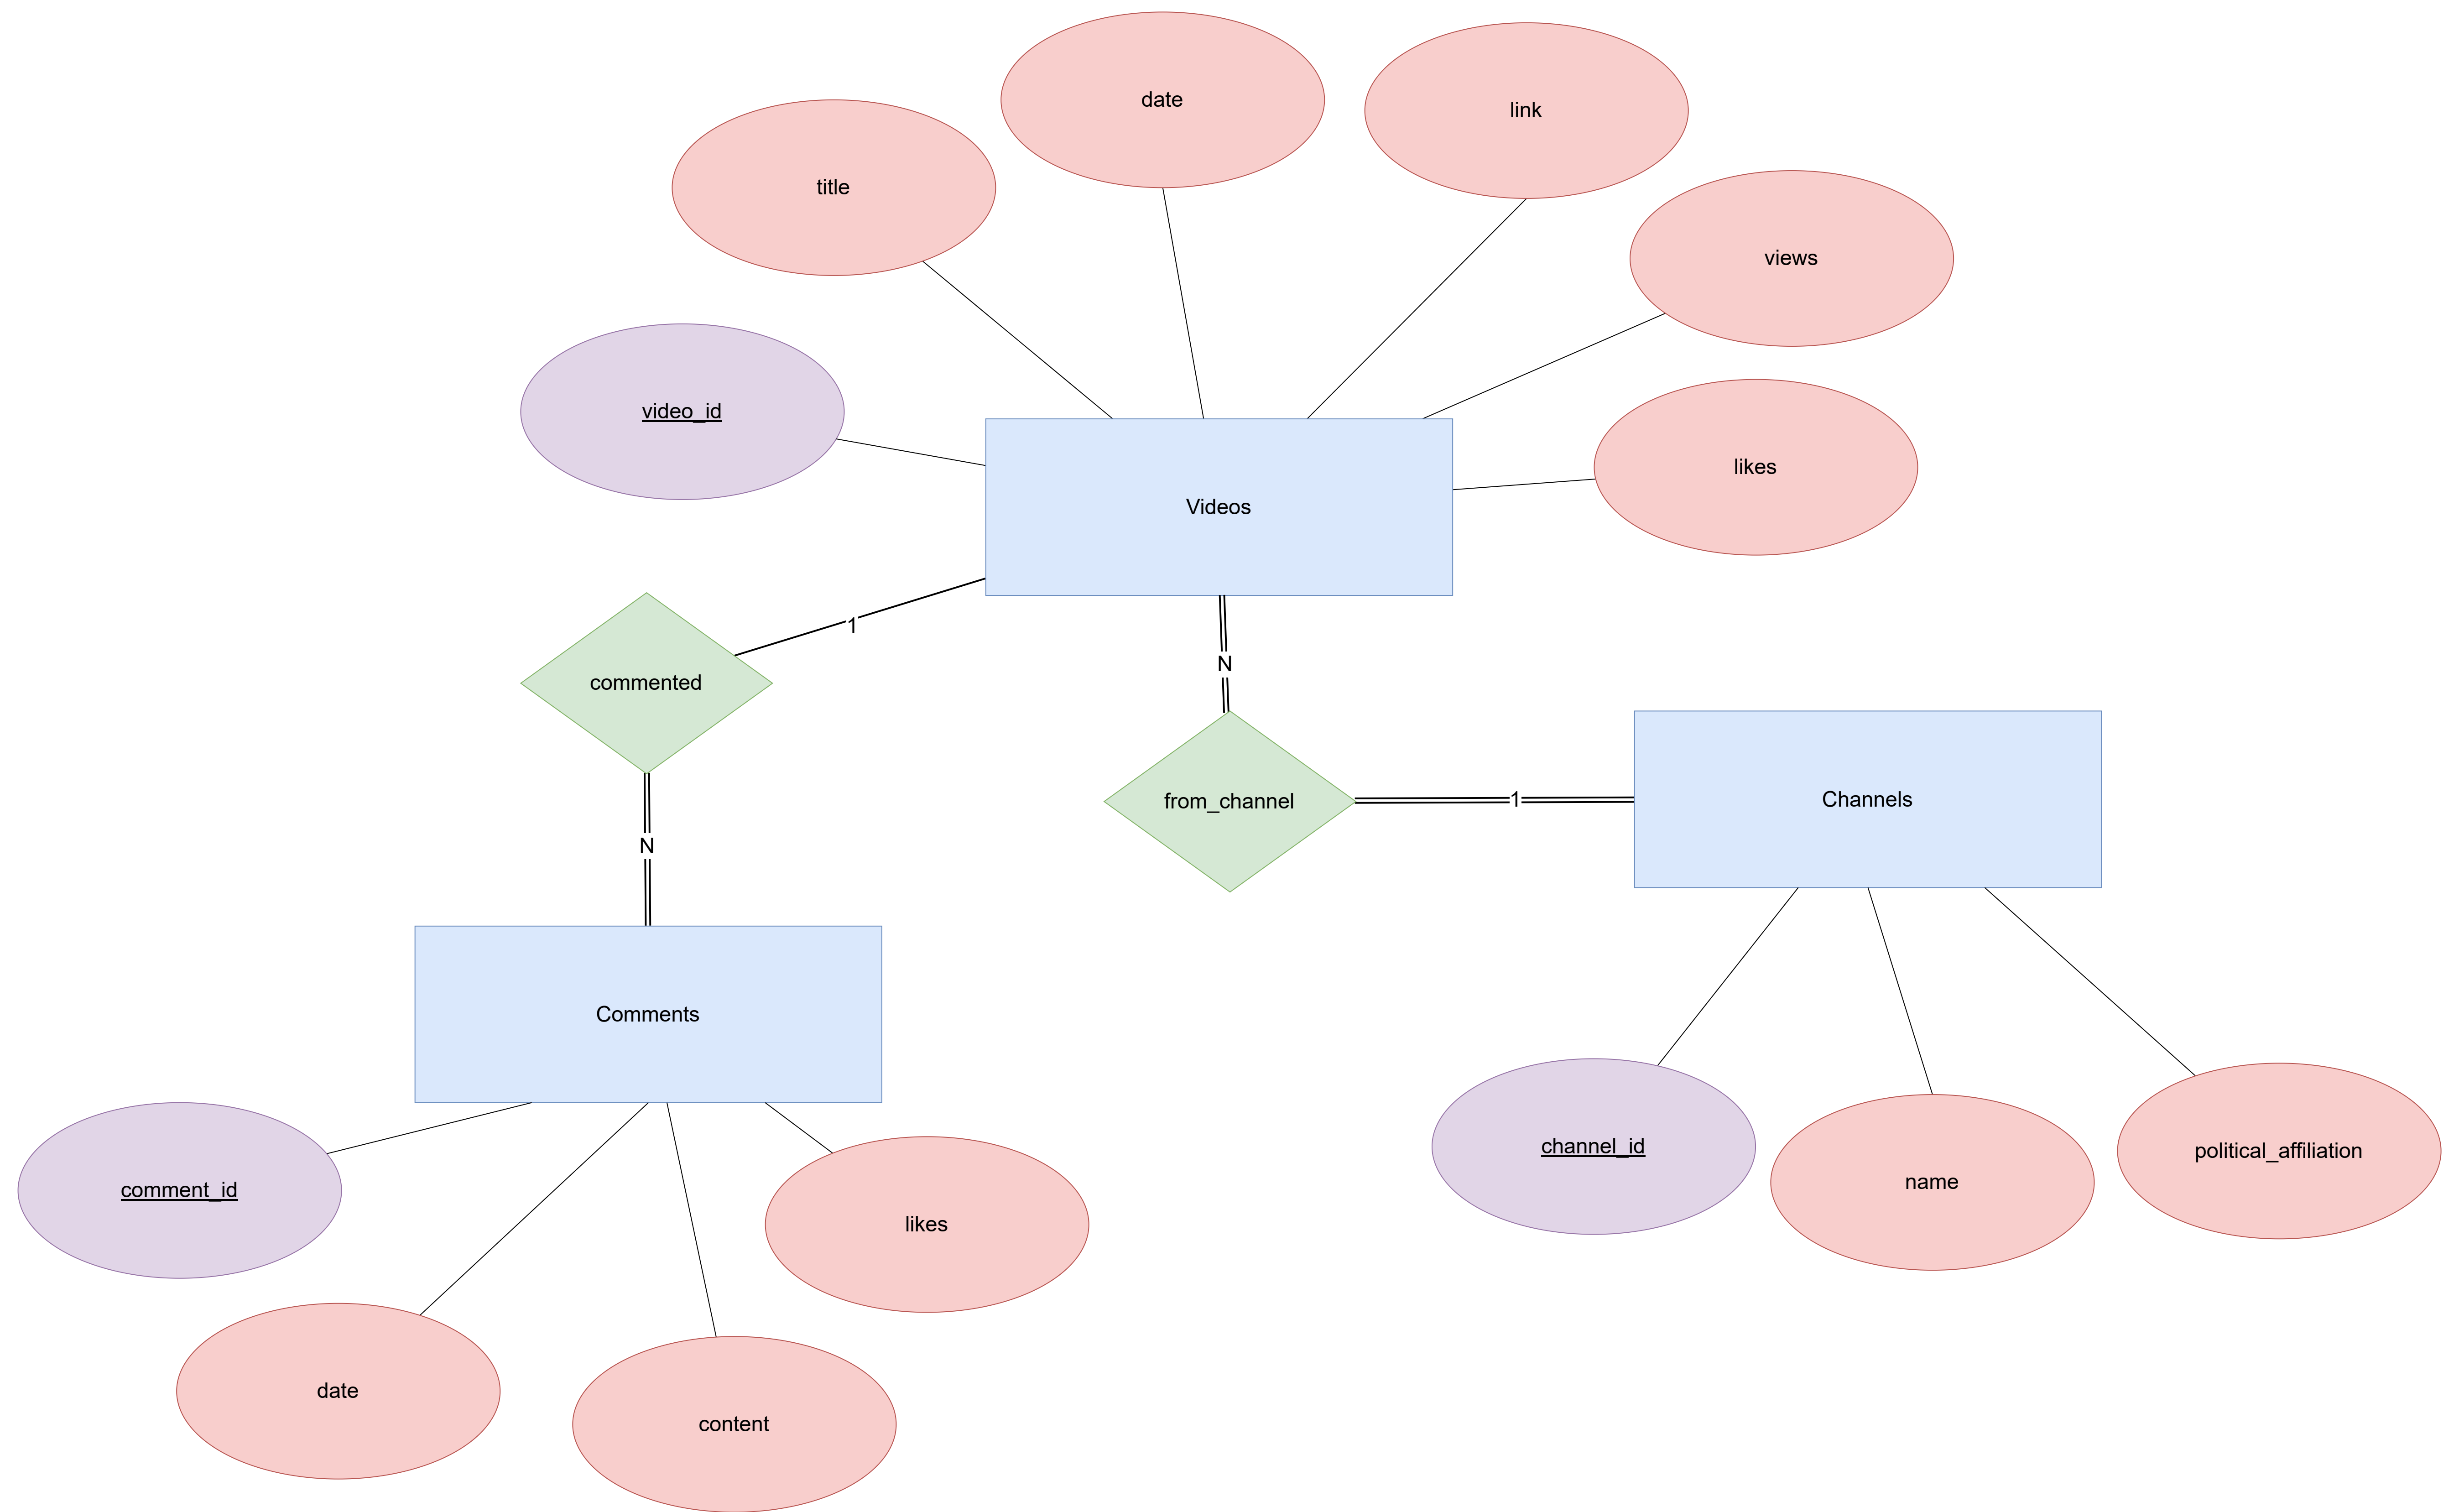 date
link
title
views
video_id
likes
Videos
1
N
commented
from_channel
1
Channels
N
Comments
channel_id
political_affiliation
name
comment_id
likes
date
content